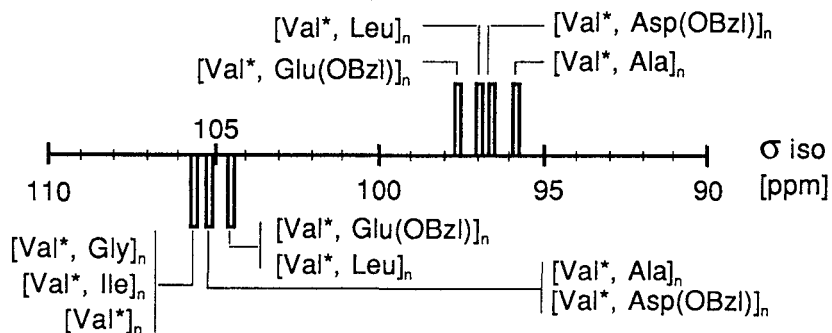 [Val*, Leu]ₙ
[Val*, Asp(OBzl)]ₙ
[Val*, Glu(OBzl)]ₙ
[Val*, Ala]ₙ
105
σ iso
110
100
95
90
[ppm]
[Val*, Gly]ₙ
[Val*, Ile]ₙ
[Val*]ₙ
[Val*, Glu(OBzl)]ₙ
[Val*, Leu]ₙ
[Val*, Ala]ₙ
[Val*, Asp(OBzl)]ₙ